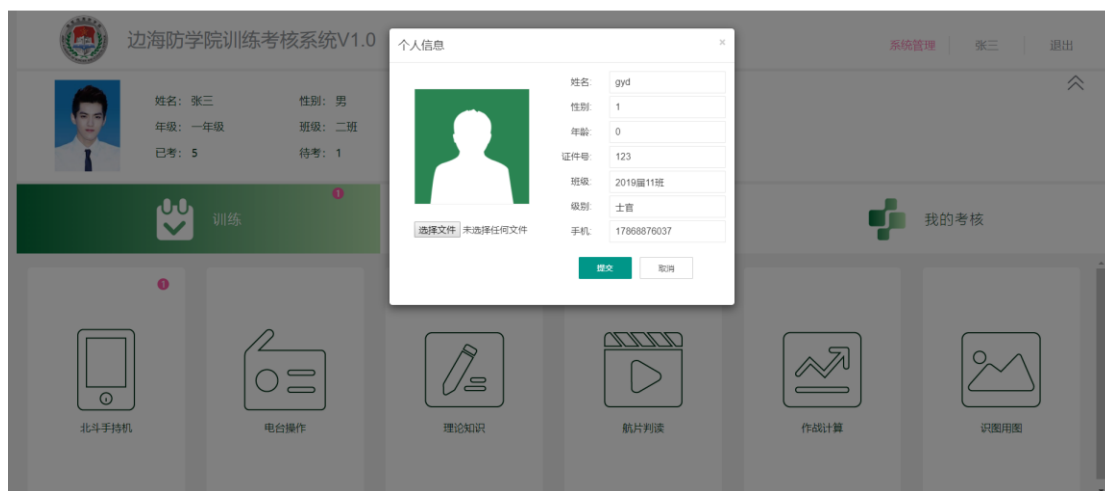 边海防学院训练考核系统V1.0
系统管理 张三 退出
姓名：张三 性别：男
年级：一年级 班级：二班
已考：5 待考：1
个人信息 ×
姓名: gyd
性别: 1
年龄: 0
证件号: 123
班级: 2019届11班
级别: 士官
手机: 17868876037
选择文件 未选择任何文件
提交 取消
训练 1
我的考核
1
北斗手持机 电台操作 理论知识 航片判读 作战计算 识图用图